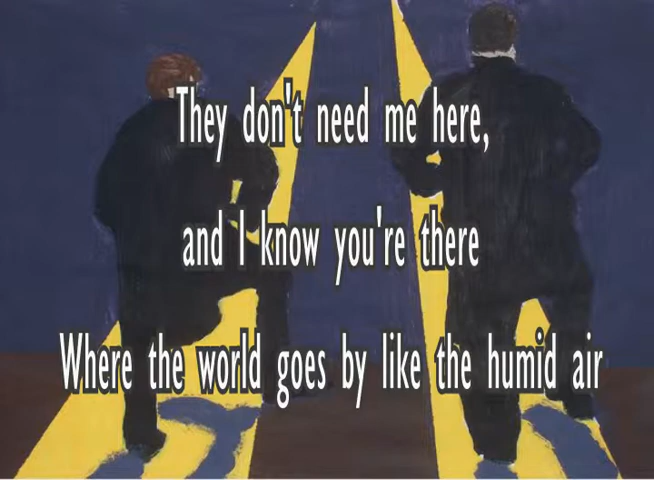 They don't need me here,
and I know you're there
Where the world goes by like the humid air